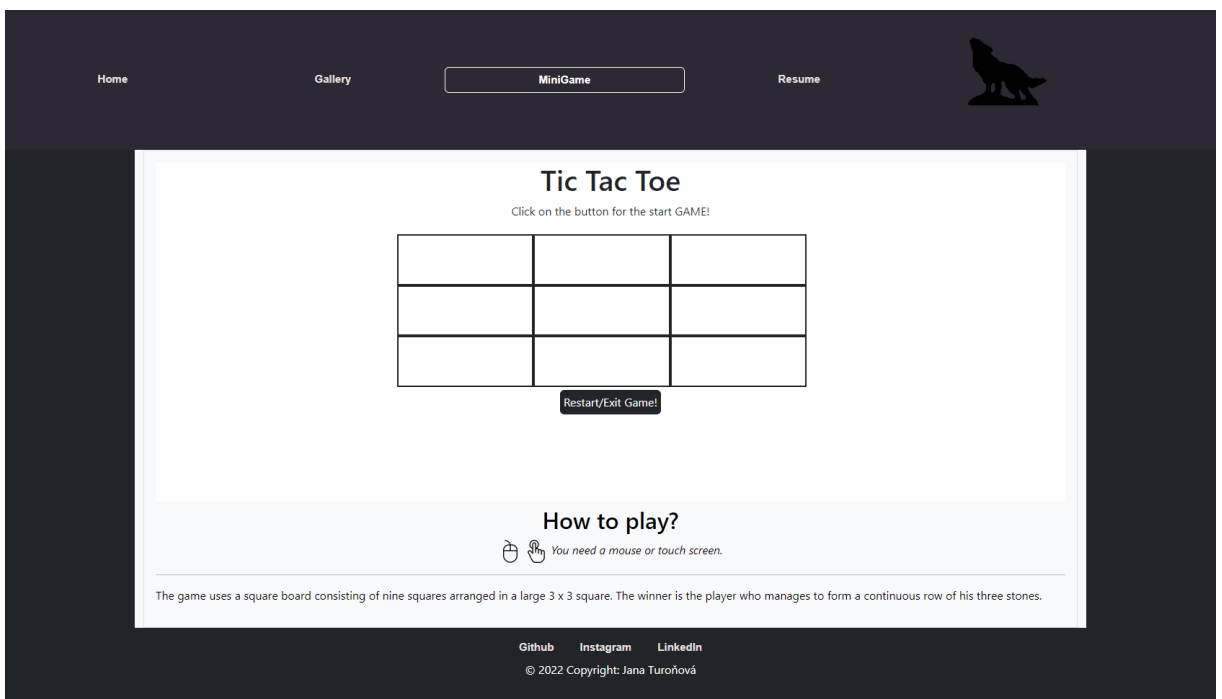 Home Gallery MiniGame Resume
Tic Tac Toe
Click on the button for the start GAME!
Restart/Exit Game!
How to play?
You need a mouse or touch screen.
The game uses a square board consisting of nine squares arranged in a large 3 x 3 square. The winner is the player who manages to form a continuous row of his three stones.
Github Instagram LinkedIn
© 2022 Copyright: Jana Turoňová